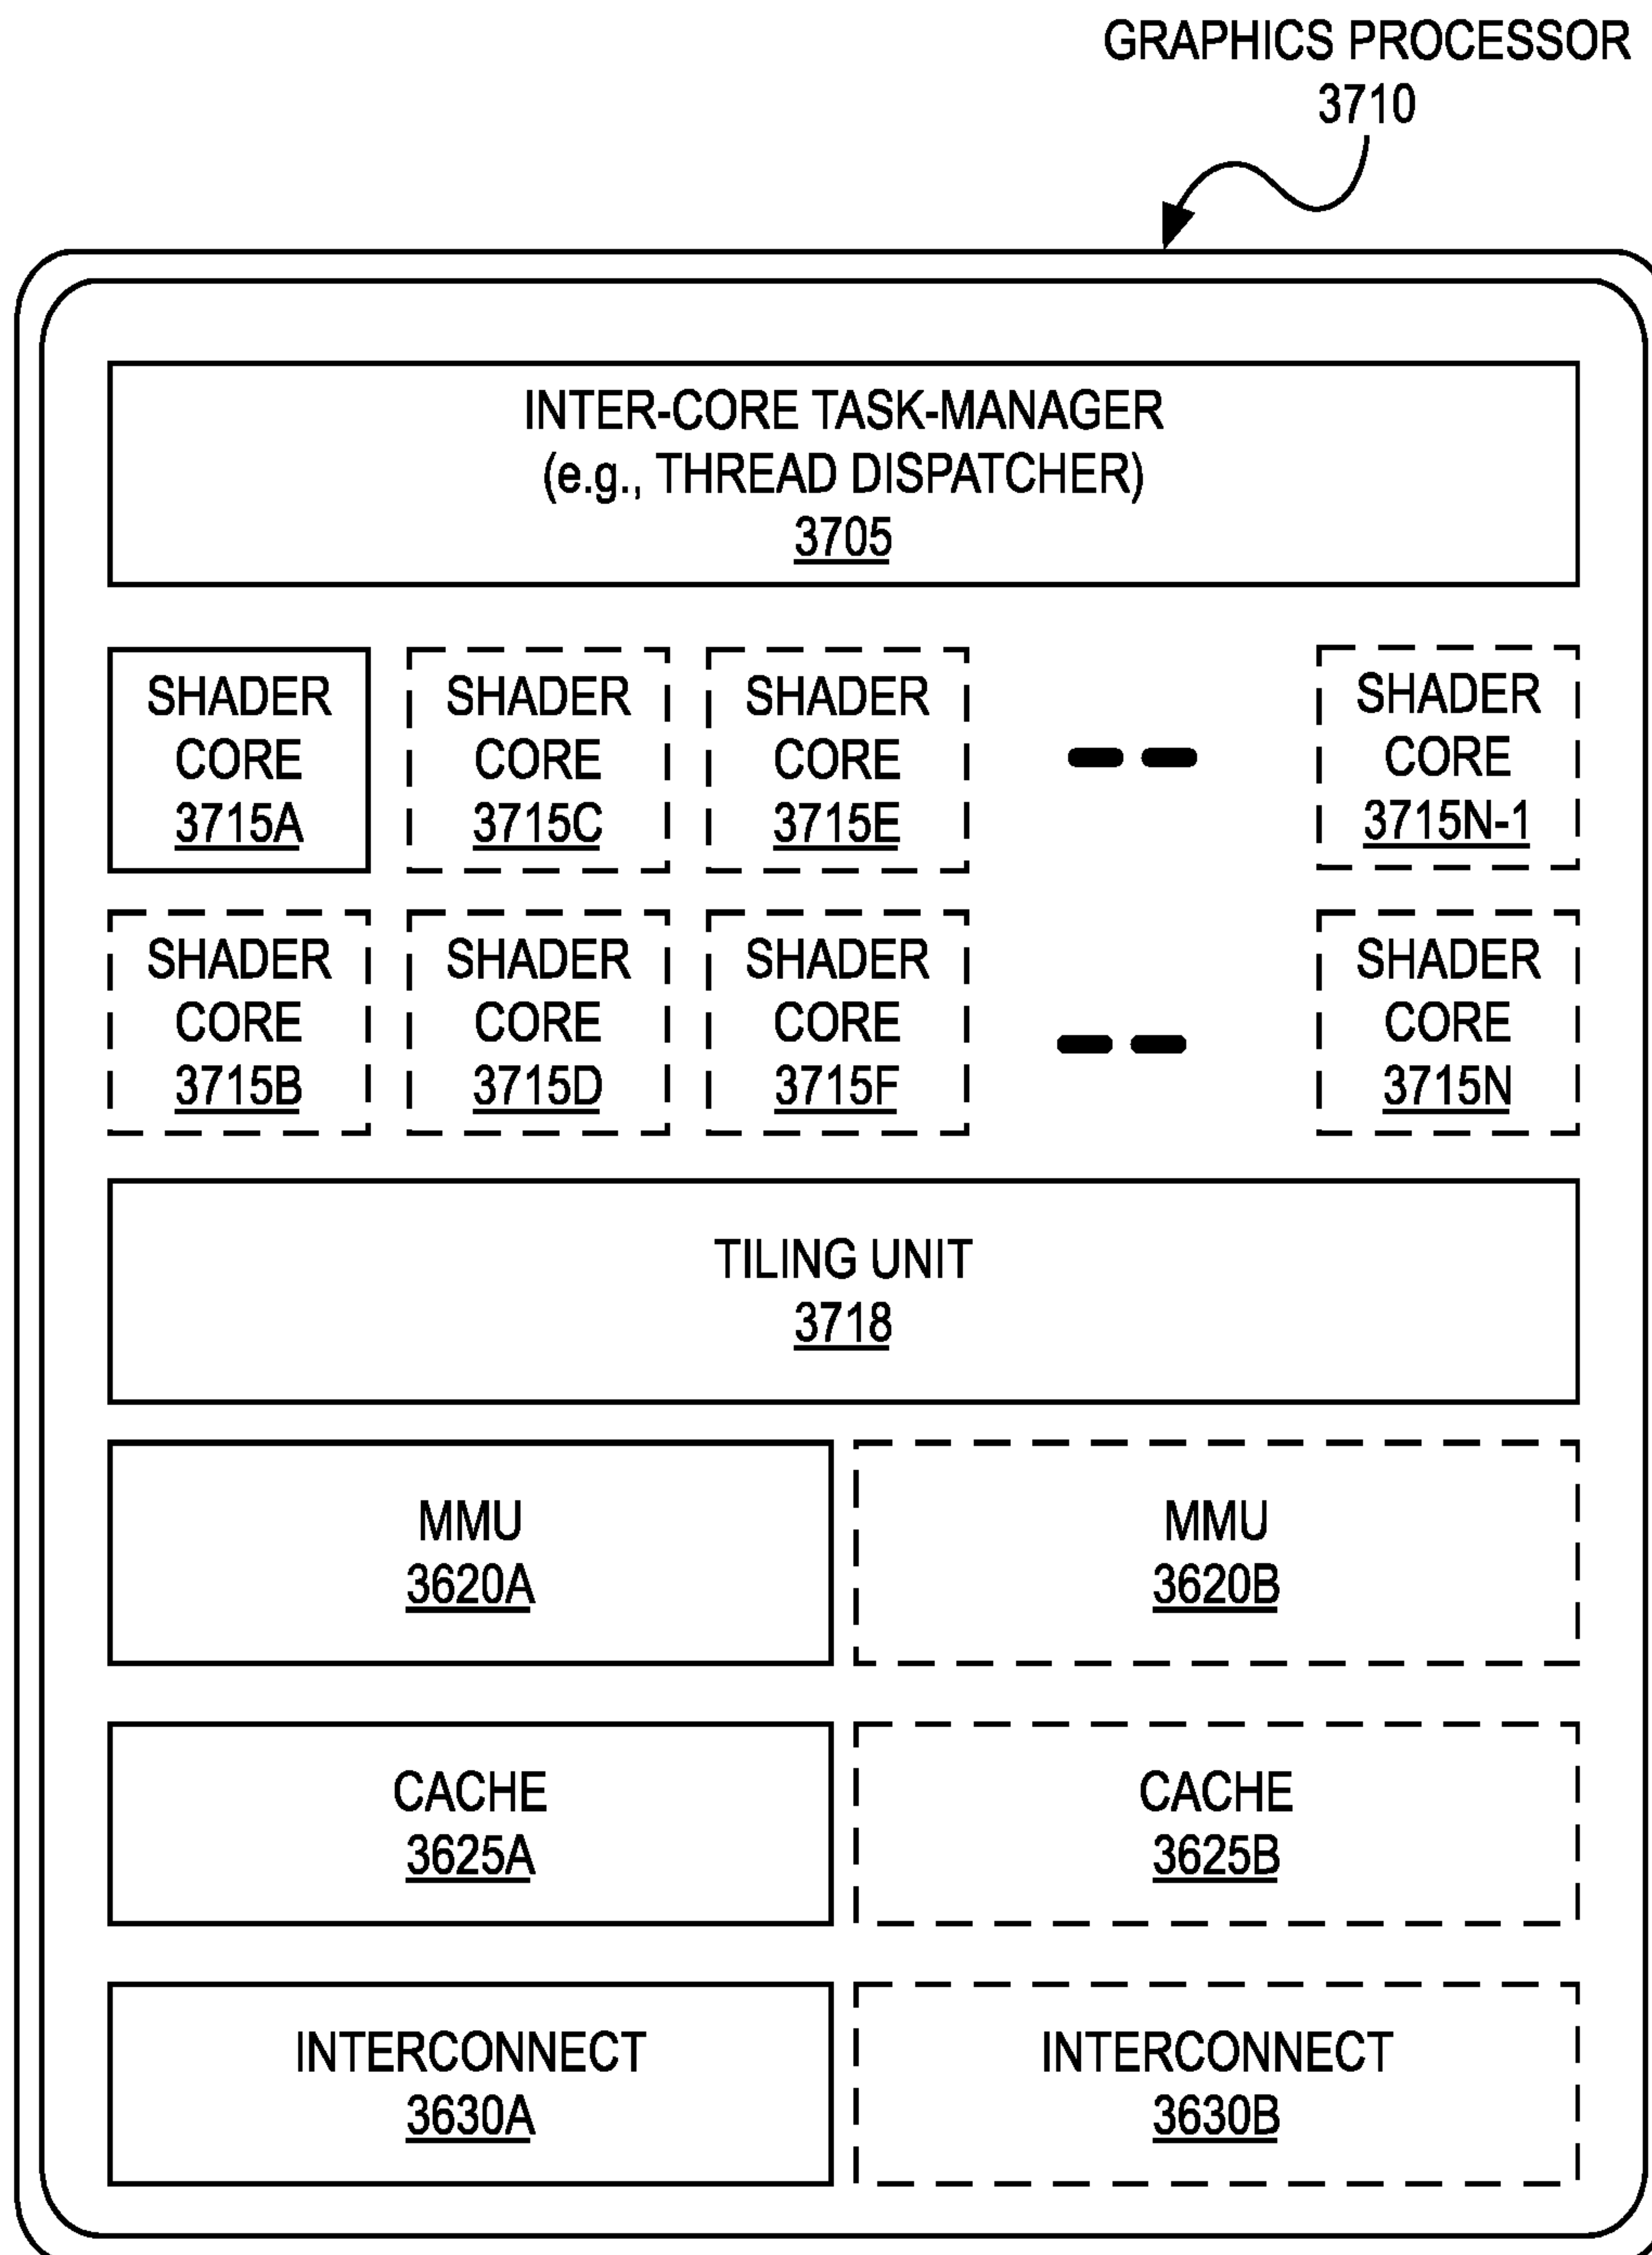 GRAPHICS PROCESSOR
3710
INTER-CORE TASK-MANAGER
(e.g., THREAD DISPATCHER)
3705
SHADER
CORE
3715A
SHADER
CORE
3715C
SHADER
CORE
3715E
SHADER
CORE
3715N-1
SHADER
CORE
3715B
SHADER
CORE
3715D
SHADER
CORE
3715F
SHADER
CORE
3715N
TILING UNIT
3718
MMU
3620A
MMU
3620B
CACHE
3625A
CACHE
3625B
INTERCONNECT
3630A
INTERCONNECT
3630B